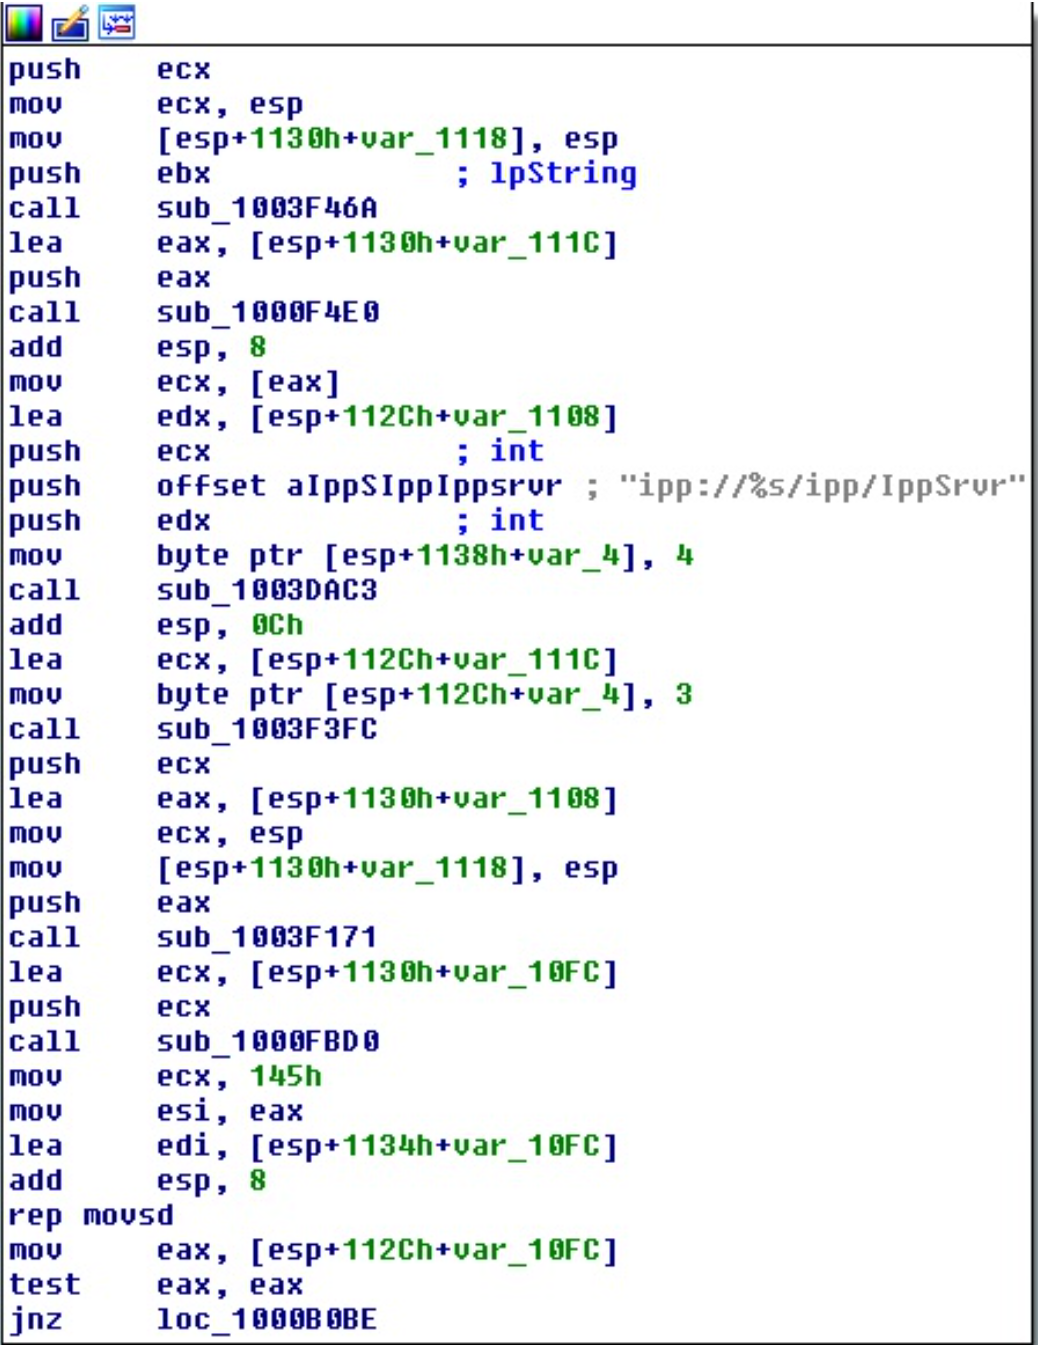 push ecx
mov ecx, esp
mov [esp+1130h+var_1118], esp
push ebx ; lpString
call sub_1003F46A
lea eax, [esp+1130h+var_111C]
push eax
call sub_1000F4E0
add esp, 8
mov ecx, [eax]
lea edx, [esp+112Ch+var_1108]
push ecx ; int
push offset aIppSIppIppsrvr ; "ipp://%s/ipp/IppSrvr"
push edx ; int
mov byte ptr [esp+1138h+var_4], 4
call sub_1003DAC3
add esp, 0Ch
lea ecx, [esp+112Ch+var_111C]
mov byte ptr [esp+112Ch+var_4], 3
call sub_1003F3FC
push ecx
lea eax, [esp+1130h+var_1108]
mov ecx, esp
mov [esp+1130h+var_1118], esp
push eax
call sub_1003F171
lea ecx, [esp+1130h+var_10FC]
push ecx
call sub_1000FBD0
mov ecx, 145h
mov esi, eax
lea edi, [esp+1134h+var_10FC]
add esp, 8
rep movsd
mov eax, [esp+112Ch+var_10FC]
test eax, eax
jnz loc_1000B0BE